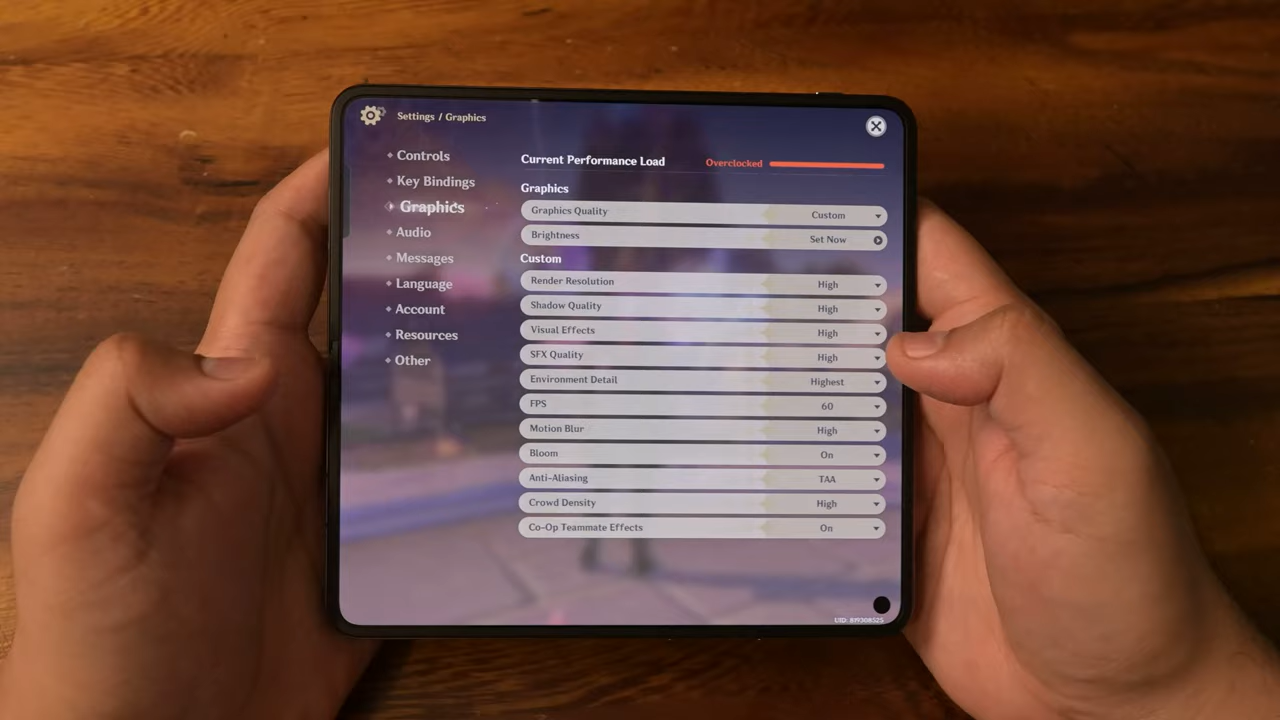 Settings / Graphics
Controls
Key Bindings
Graphics
Audio
Messages
Language
Account
Resources
Other
Current Performance Load Overclocked
Graphics
Graphics Quality Custom
Brightness Set Now
Custom
Render Resolution High
Shadow Quality High
Visual Effects High
SFX Quality High
Environment Detail Highest
FPS 60
Motion Blur High
Bloom On
Anti-Aliasing TAA
Crowd Density High
Co-Op Teammate Effects On
UID: 819308525